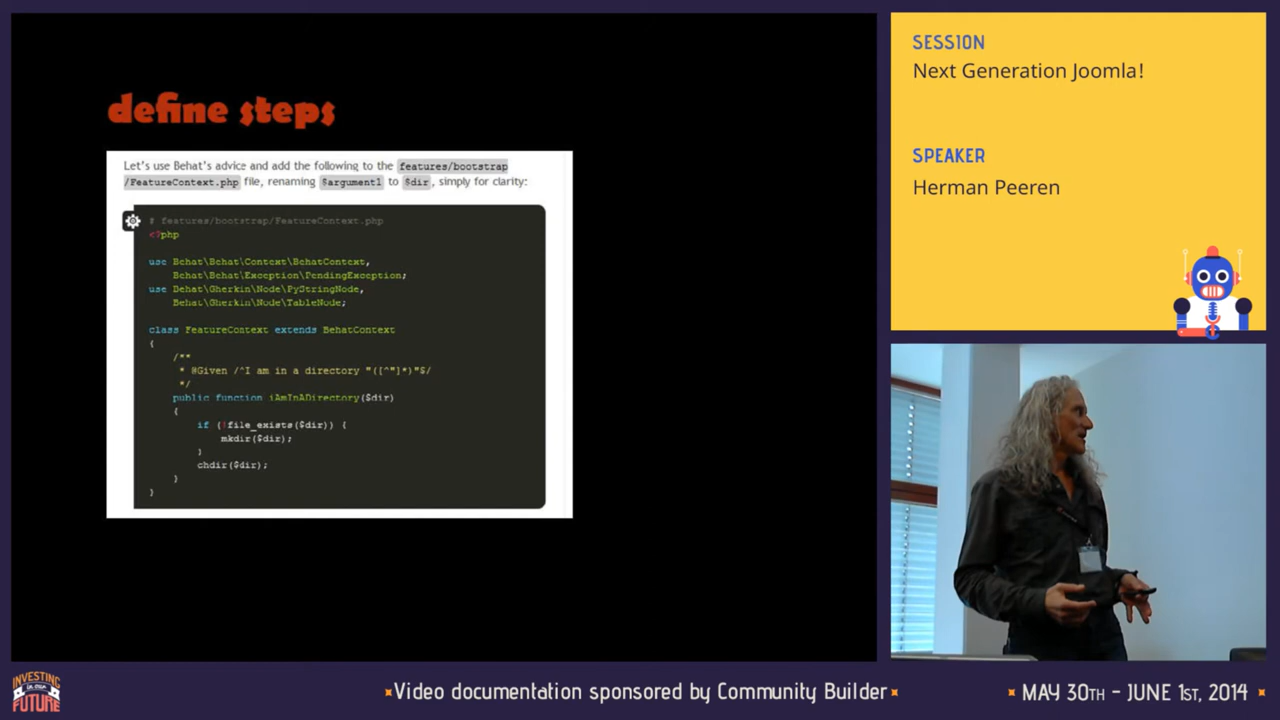 define steps
Let's use Behat's advice and add the following to the features/bootstrap
/FeatureContext.php file, renaming $argument1 to $dir, simply for clarity:
# features/bootstrap/FeatureContext.php
<?php
use Behat\Behat\Context\BehatContext,
Behat\Behat\Exception\PendingException;
use Behat\Gherkin\Node\PyStringNode,
Behat\Gherkin\Node\TableNode;
class FeatureContext extends BehatContext
{
/**
* @Given /^I am in a directory "([^"]*)"$/
*/
public function iAmInADirectory($dir)
{
if (!file_exists($dir)) {
mkdir($dir);
}
chdir($dir);
}
}
SESSION
Next Generation Joomla!
SPEAKER
Herman Peeren
INVESTING
in our
FUTURE
Video documentation sponsored by Community Builder
MAY 30TH - JUNE 1ST, 2014